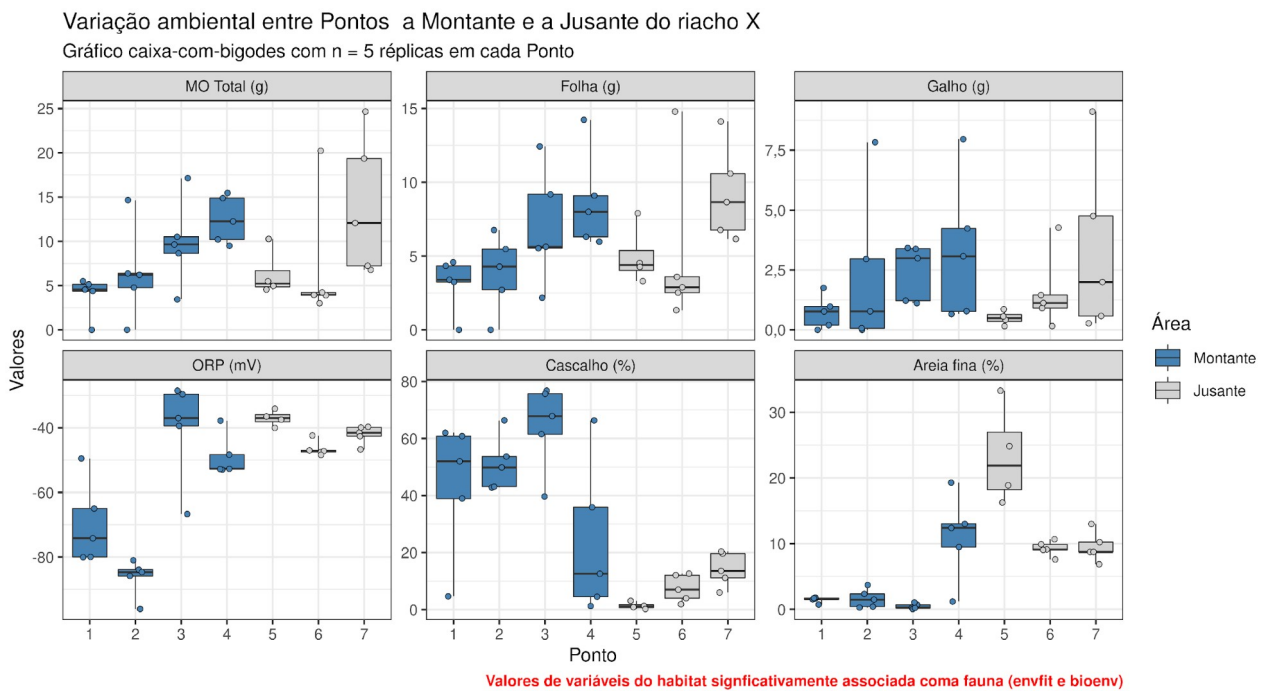 Variação ambiental entre Pontos  a Montante e a Jusante do riacho X
Gráfico caixa-com-bigodes com n = 5 réplicas em cada Ponto
MO Total (g)
Folha (g)
Galho (g)
25
20
15
10
5
0
15
10
5
0
7,5
5,0
2,5
0,0
Valores
ORP (mV)
Cascalho (%)
Areia fina (%)
-40
-60
-80
80
60
40
20
0
30
20
10
0
1 2 3 4 5 6 7
1 2 3 4 5 6 7
1 2 3 4 5 6 7
Ponto
Área
Montante
Jusante
Valores de variáveis do habitat signficativamente associada coma fauna (envfit e bioenv)